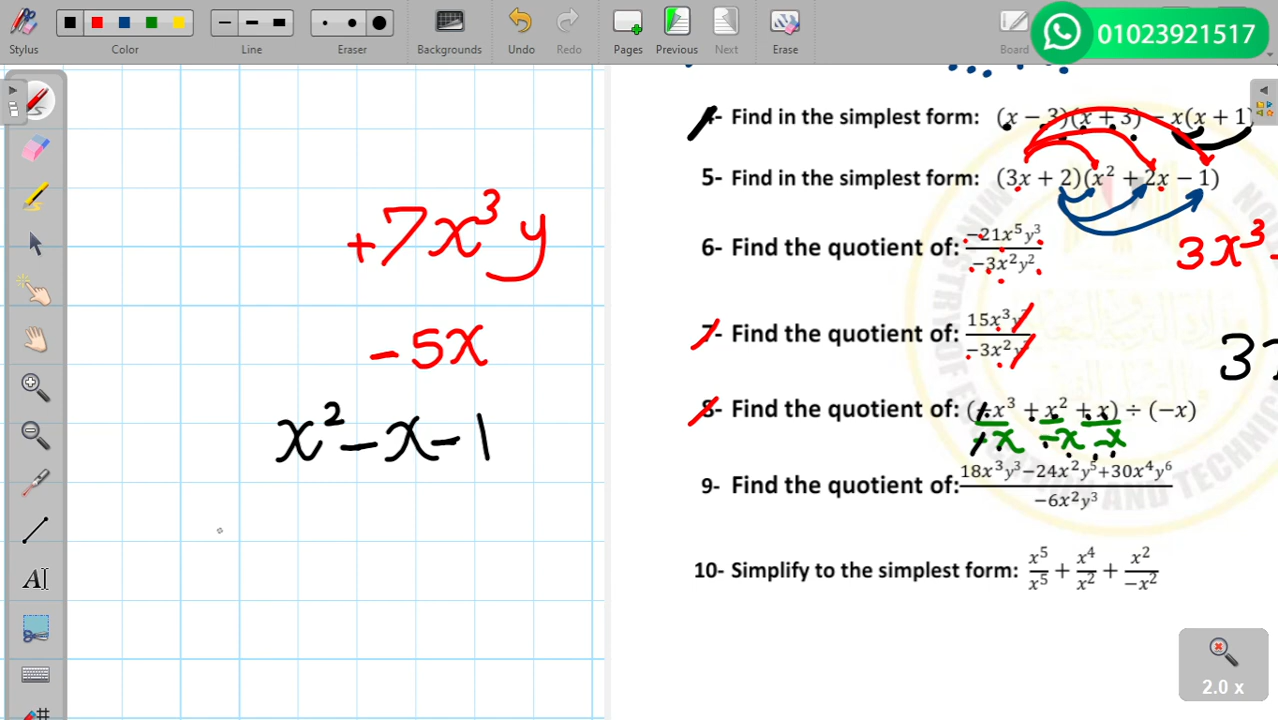 Stylus Color Line Eraser Backgrounds Undo Redo Pages Previous Next Erase Board
01023921517
4- Find in the simplest form: (x − 3)(x + 3) − x(x + 1)
5- Find in the simplest form: (3x + 2)(x² + 2x − 1)
+7x³y
6- Find the quotient of: −21x⁵y³ / −3x²y²
3x³
−5x
7- Find the quotient of: 15x³y / −3x²y
x² − x − 1
8- Find the quotient of: (−x³ + x² + x) ÷ (−x)
−x −x −x
9- Find the quotient of: 18x³y³−24x²y⁵+30x⁴y⁶ / −6x²y³
10- Simplify to the simplest form: x⁵/x⁵ + x⁴/x² + x²/−x²
2.0 x